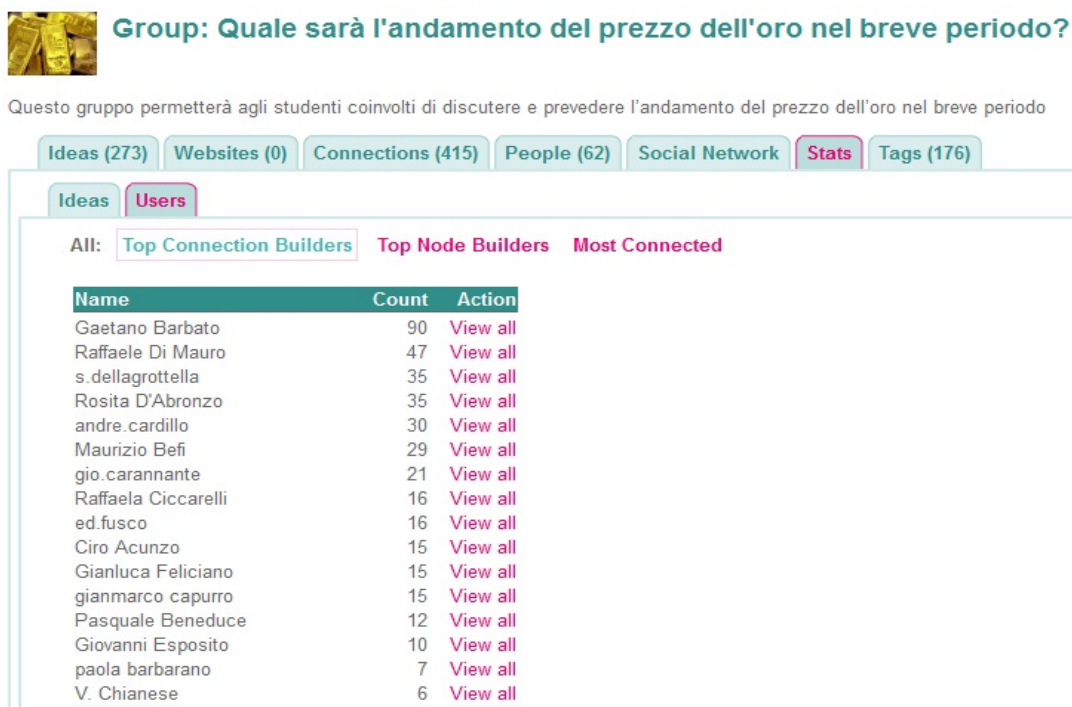 Group: Quale sarà l'andamento del prezzo dell'oro nel breve periodo?
Questo gruppo permetterà agli studenti coinvolti di discutere e prevedere l'andamento del prezzo dell'oro nel breve periodo
Ideas (273) Websites (0) Connections (415) People (62) Social Network Stats Tags (176)
Ideas Users
All: Top Connection Builders Top Node Builders Most Connected
Name Count Action
Gaetano Barbato 90 View all
Raffaele Di Mauro 47 View all
s.dellagrottella 35 View all
Rosita D'Abronzo 35 View all
andre.cardillo 30 View all
Maurizio Befi 29 View all
gio.carannante 21 View all
Raffaela Ciccarelli 16 View all
ed.fusco 16 View all
Ciro Acunzo 15 View all
Gianluca Feliciano 15 View all
gianmarco capurro 15 View all
Pasquale Beneduce 12 View all
Giovanni Esposito 10 View all
paola barbarano 7 View all
V. Chianese 6 View all